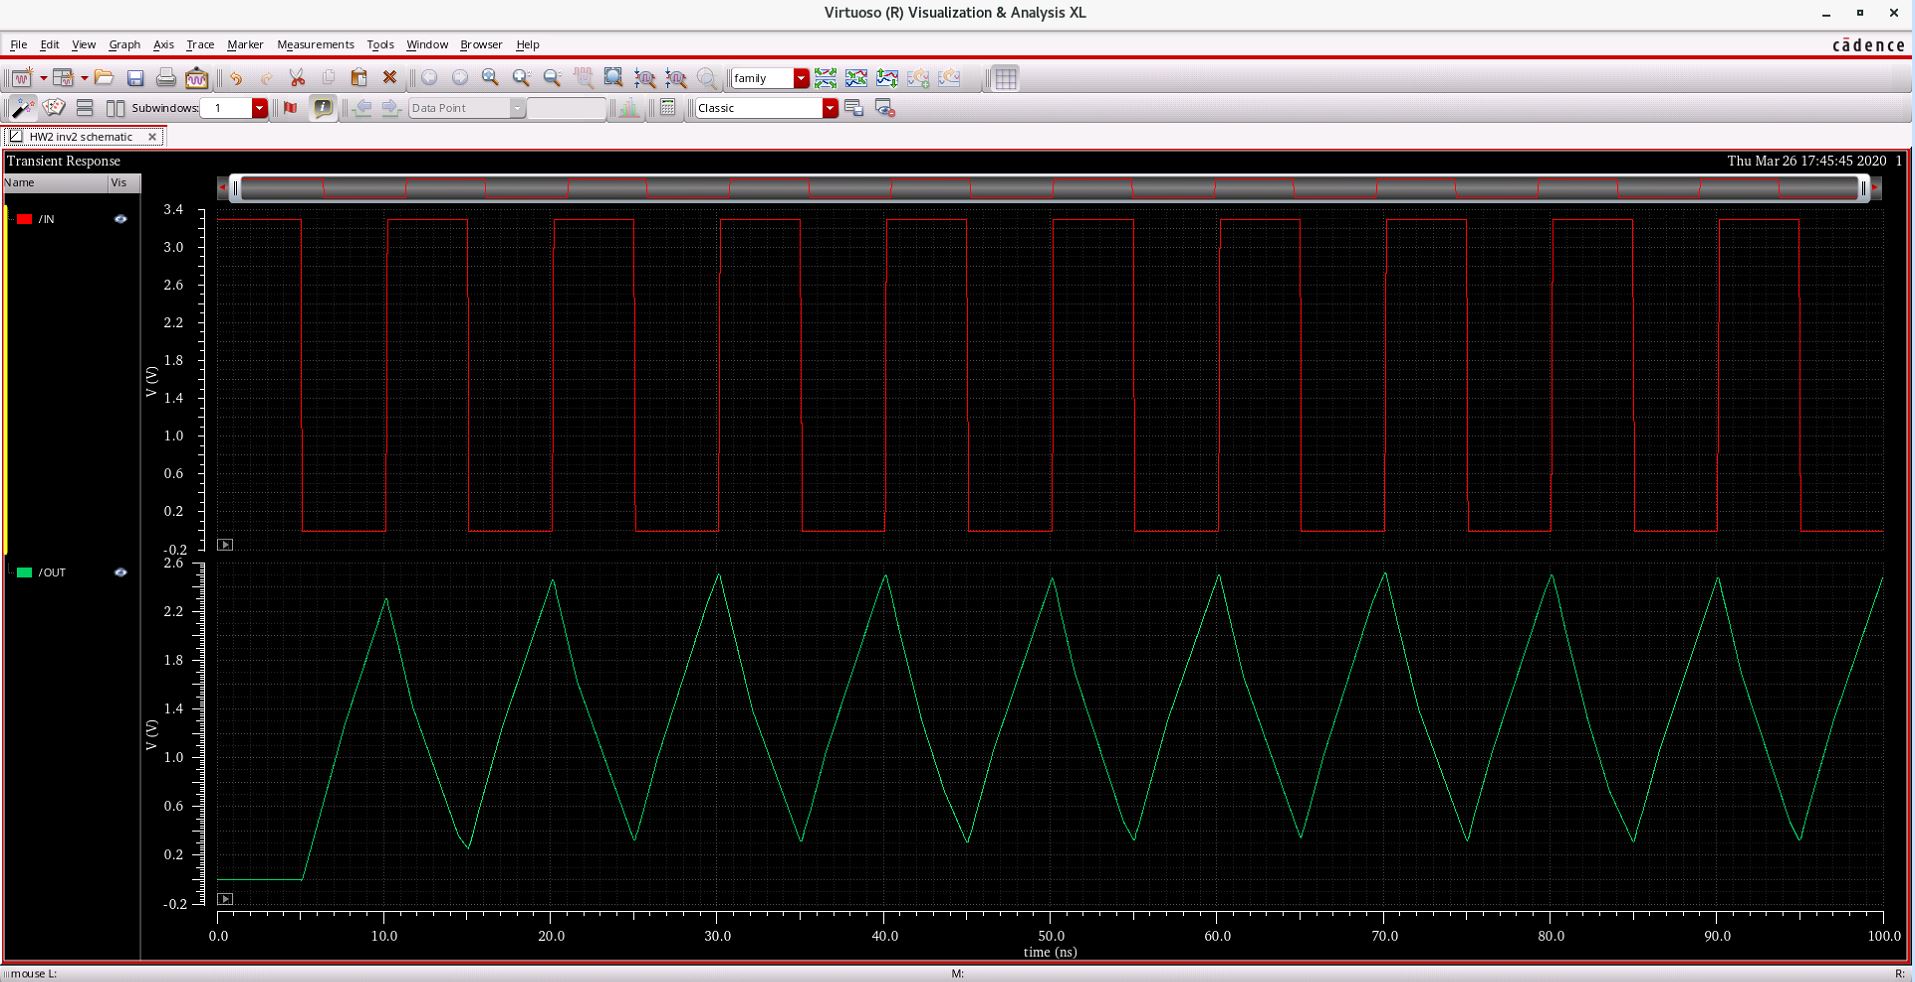 Virtuoso (R) Visualization & Analysis XL
File Edit View Graph Axis Trace Marker Measurements Tools Window Browser Help
cādence
family
Subwindows: 1
Data Point
Classic
HW2 inv2 schematic
Transient Response
Thu Mar 26 17:45:45 2020 1
Name Vis
/IN
3.4
3.0
2.6
2.2
1.8
1.4
1.0
0.6
0.2
-0.2
V (V)
/OUT
2.6
2.2
1.8
1.4
1.0
0.6
0.2
-0.2
V (V)
0.0 10.0 20.0 30.0 40.0 50.0 60.0 70.0 80.0 90.0 100.0
time (ns)
mouse L: M: R: